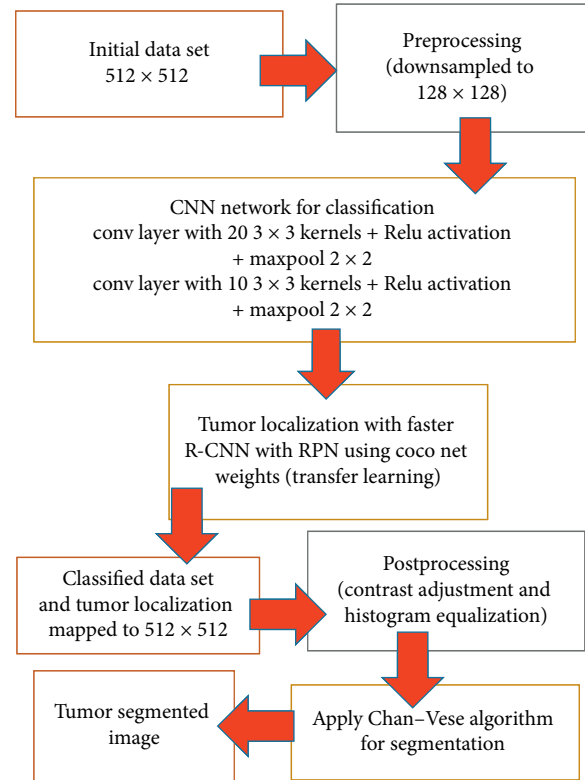 Initial data set
512 × 512
Preprocessing
(downsampled to
128 × 128)
CNN network for classification
conv layer with 20 3 × 3 kernels + Relu activation
+ maxpool 2 × 2
conv layer with 10 3 × 3 kernels + Relu activation
+ maxpool 2 × 2
Tumor localization with faster
R-CNN with RPN using coco net
weights (transfer learning)
Classified data set
and tumor localization
mapped to 512 × 512
Postprocessing
(contrast adjustment and
histogram equalization)
Apply Chan–Vese algorithm
for segmentation
Tumor segmented
image